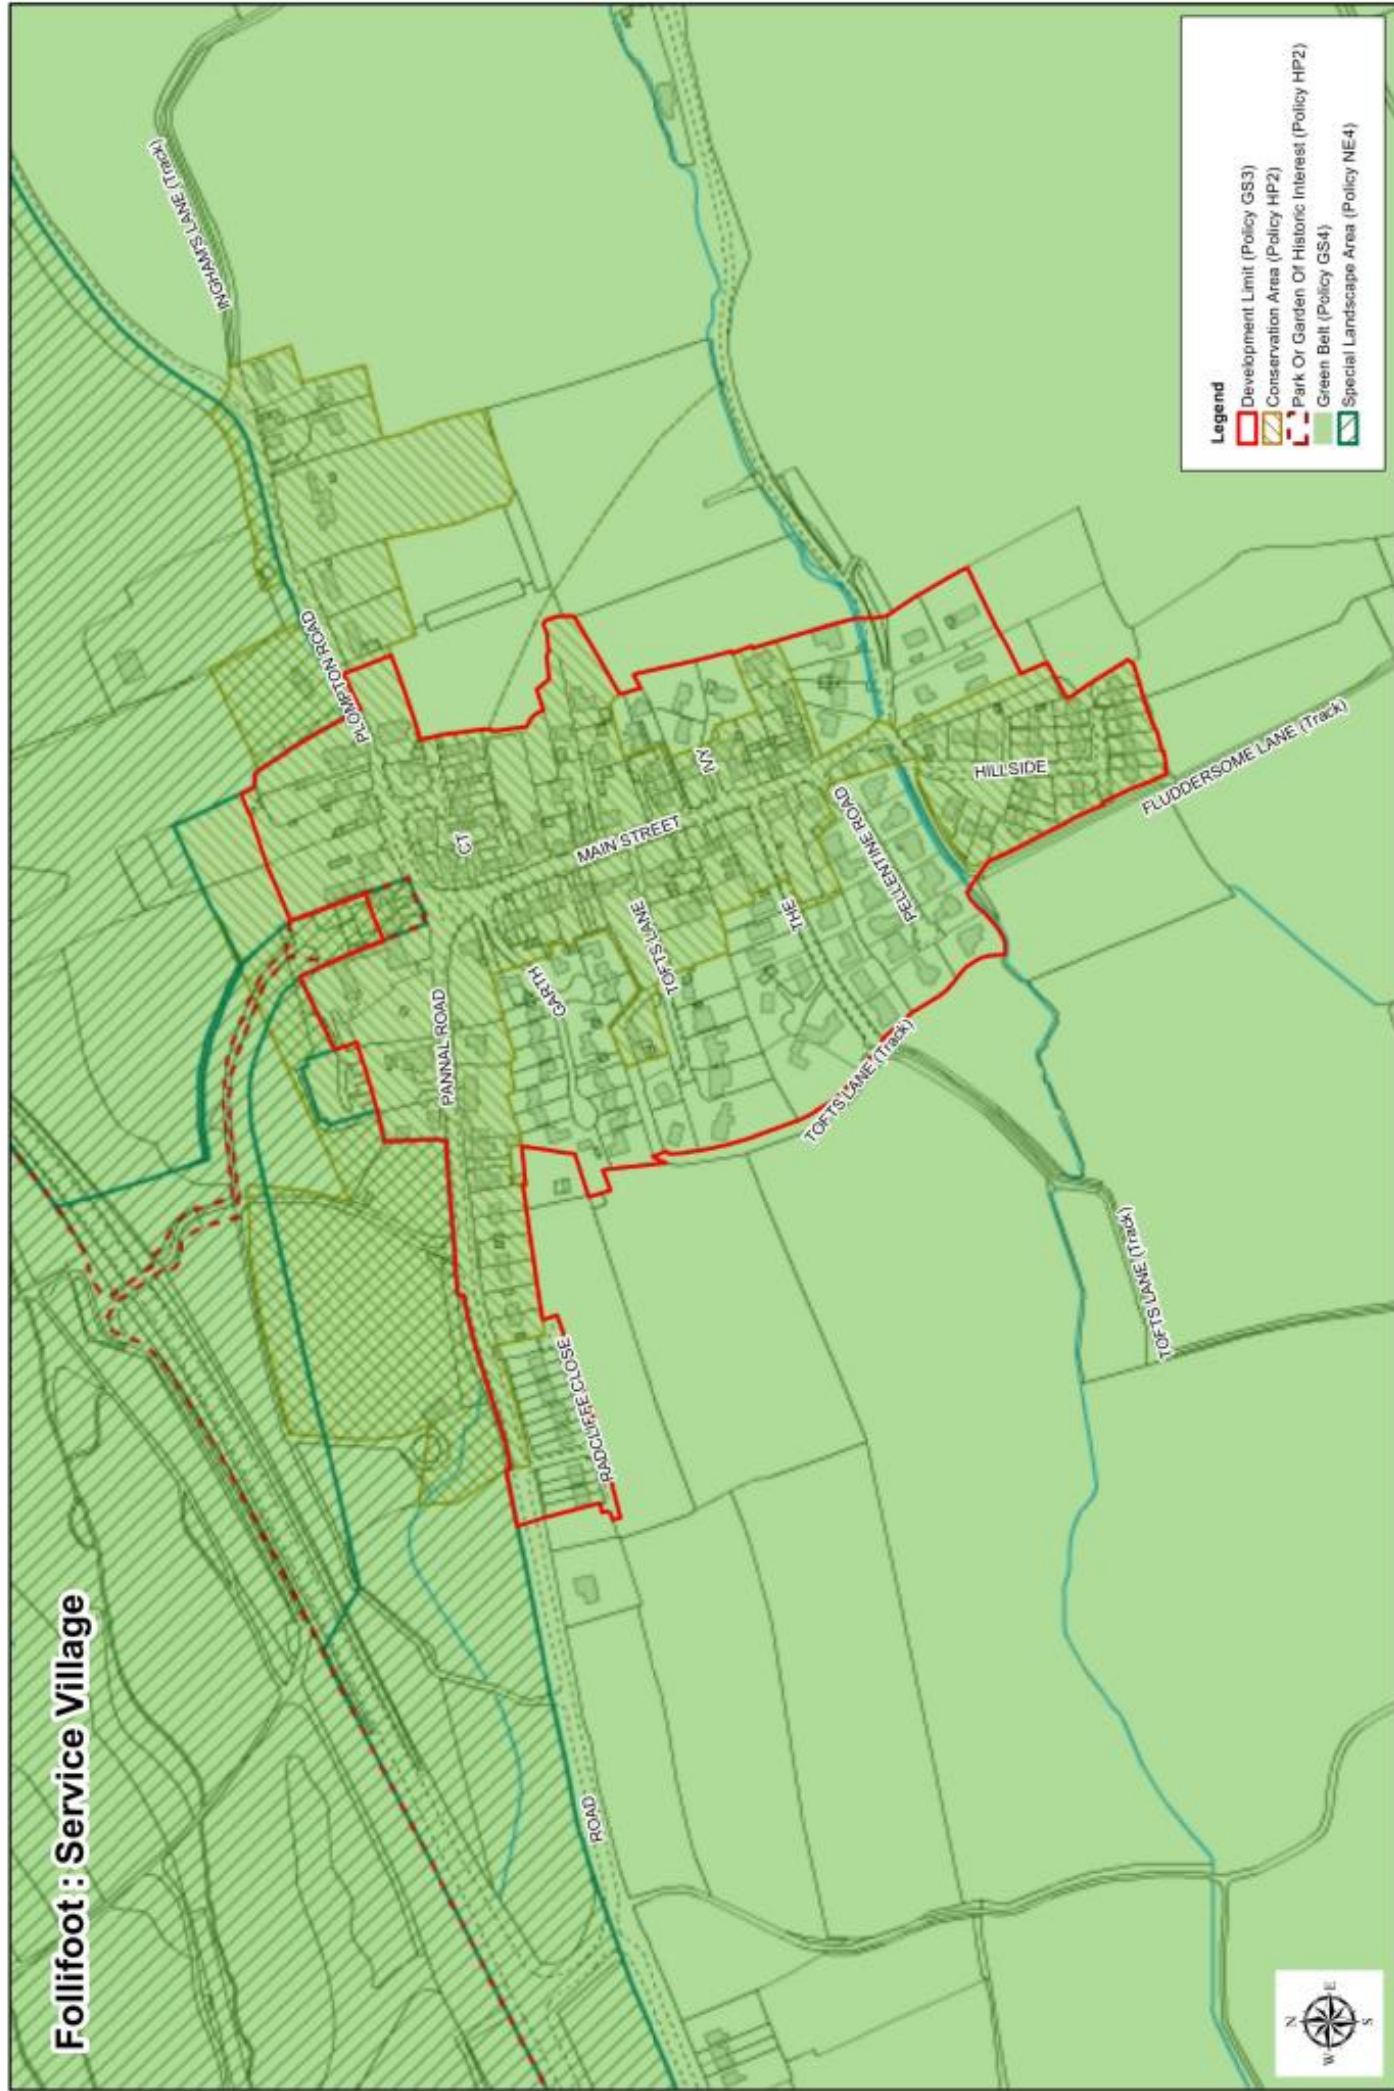 Follifoot : Service Village
INGHAM'S LANE (Track)
PLOMPTON ROAD
CT
MAIN STREET
IVY
PANNAL ROAD
GARTH
TOFTS LANE
THE
PELLENTINE ROAD
HILLSIDE
FLUDDERSOME LANE (Track)
TOFTS LANE (Track)
RADCLIFFE CLOSE
TOFTS LANE (Track)
ROAD
Legend
Development Limit (Policy GS3)
Conservation Area (Policy HP2)
Park Or Garden Of Historic Interest (Policy HP2)
Green Belt (Policy GS4)
Special Landscape Area (Policy NE4)
N
W
E
S